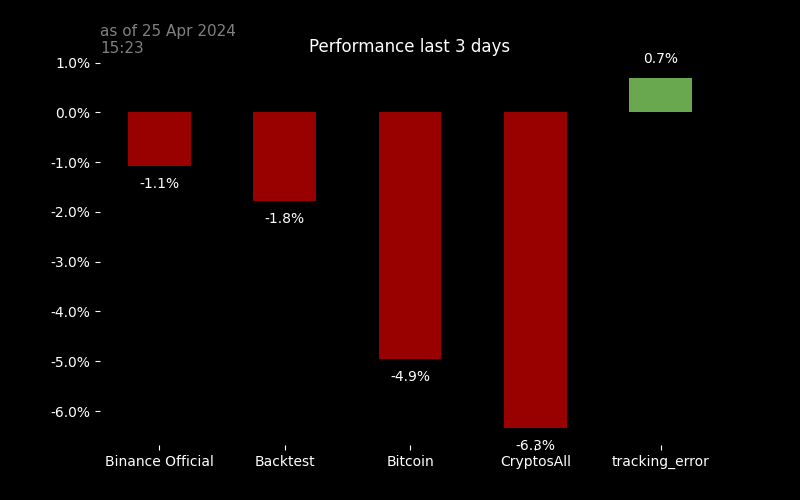 as of 25 Apr 2024
15:23
Performance last 3 days
1.0%
0.0%
-1.0%
-2.0%
-3.0%
-4.0%
-5.0%
-6.0%
-1.1%
-1.8%
-4.9%
-6.3%
0.7%
Binance Official
Backtest
Bitcoin
CryptosAll
tracking_error